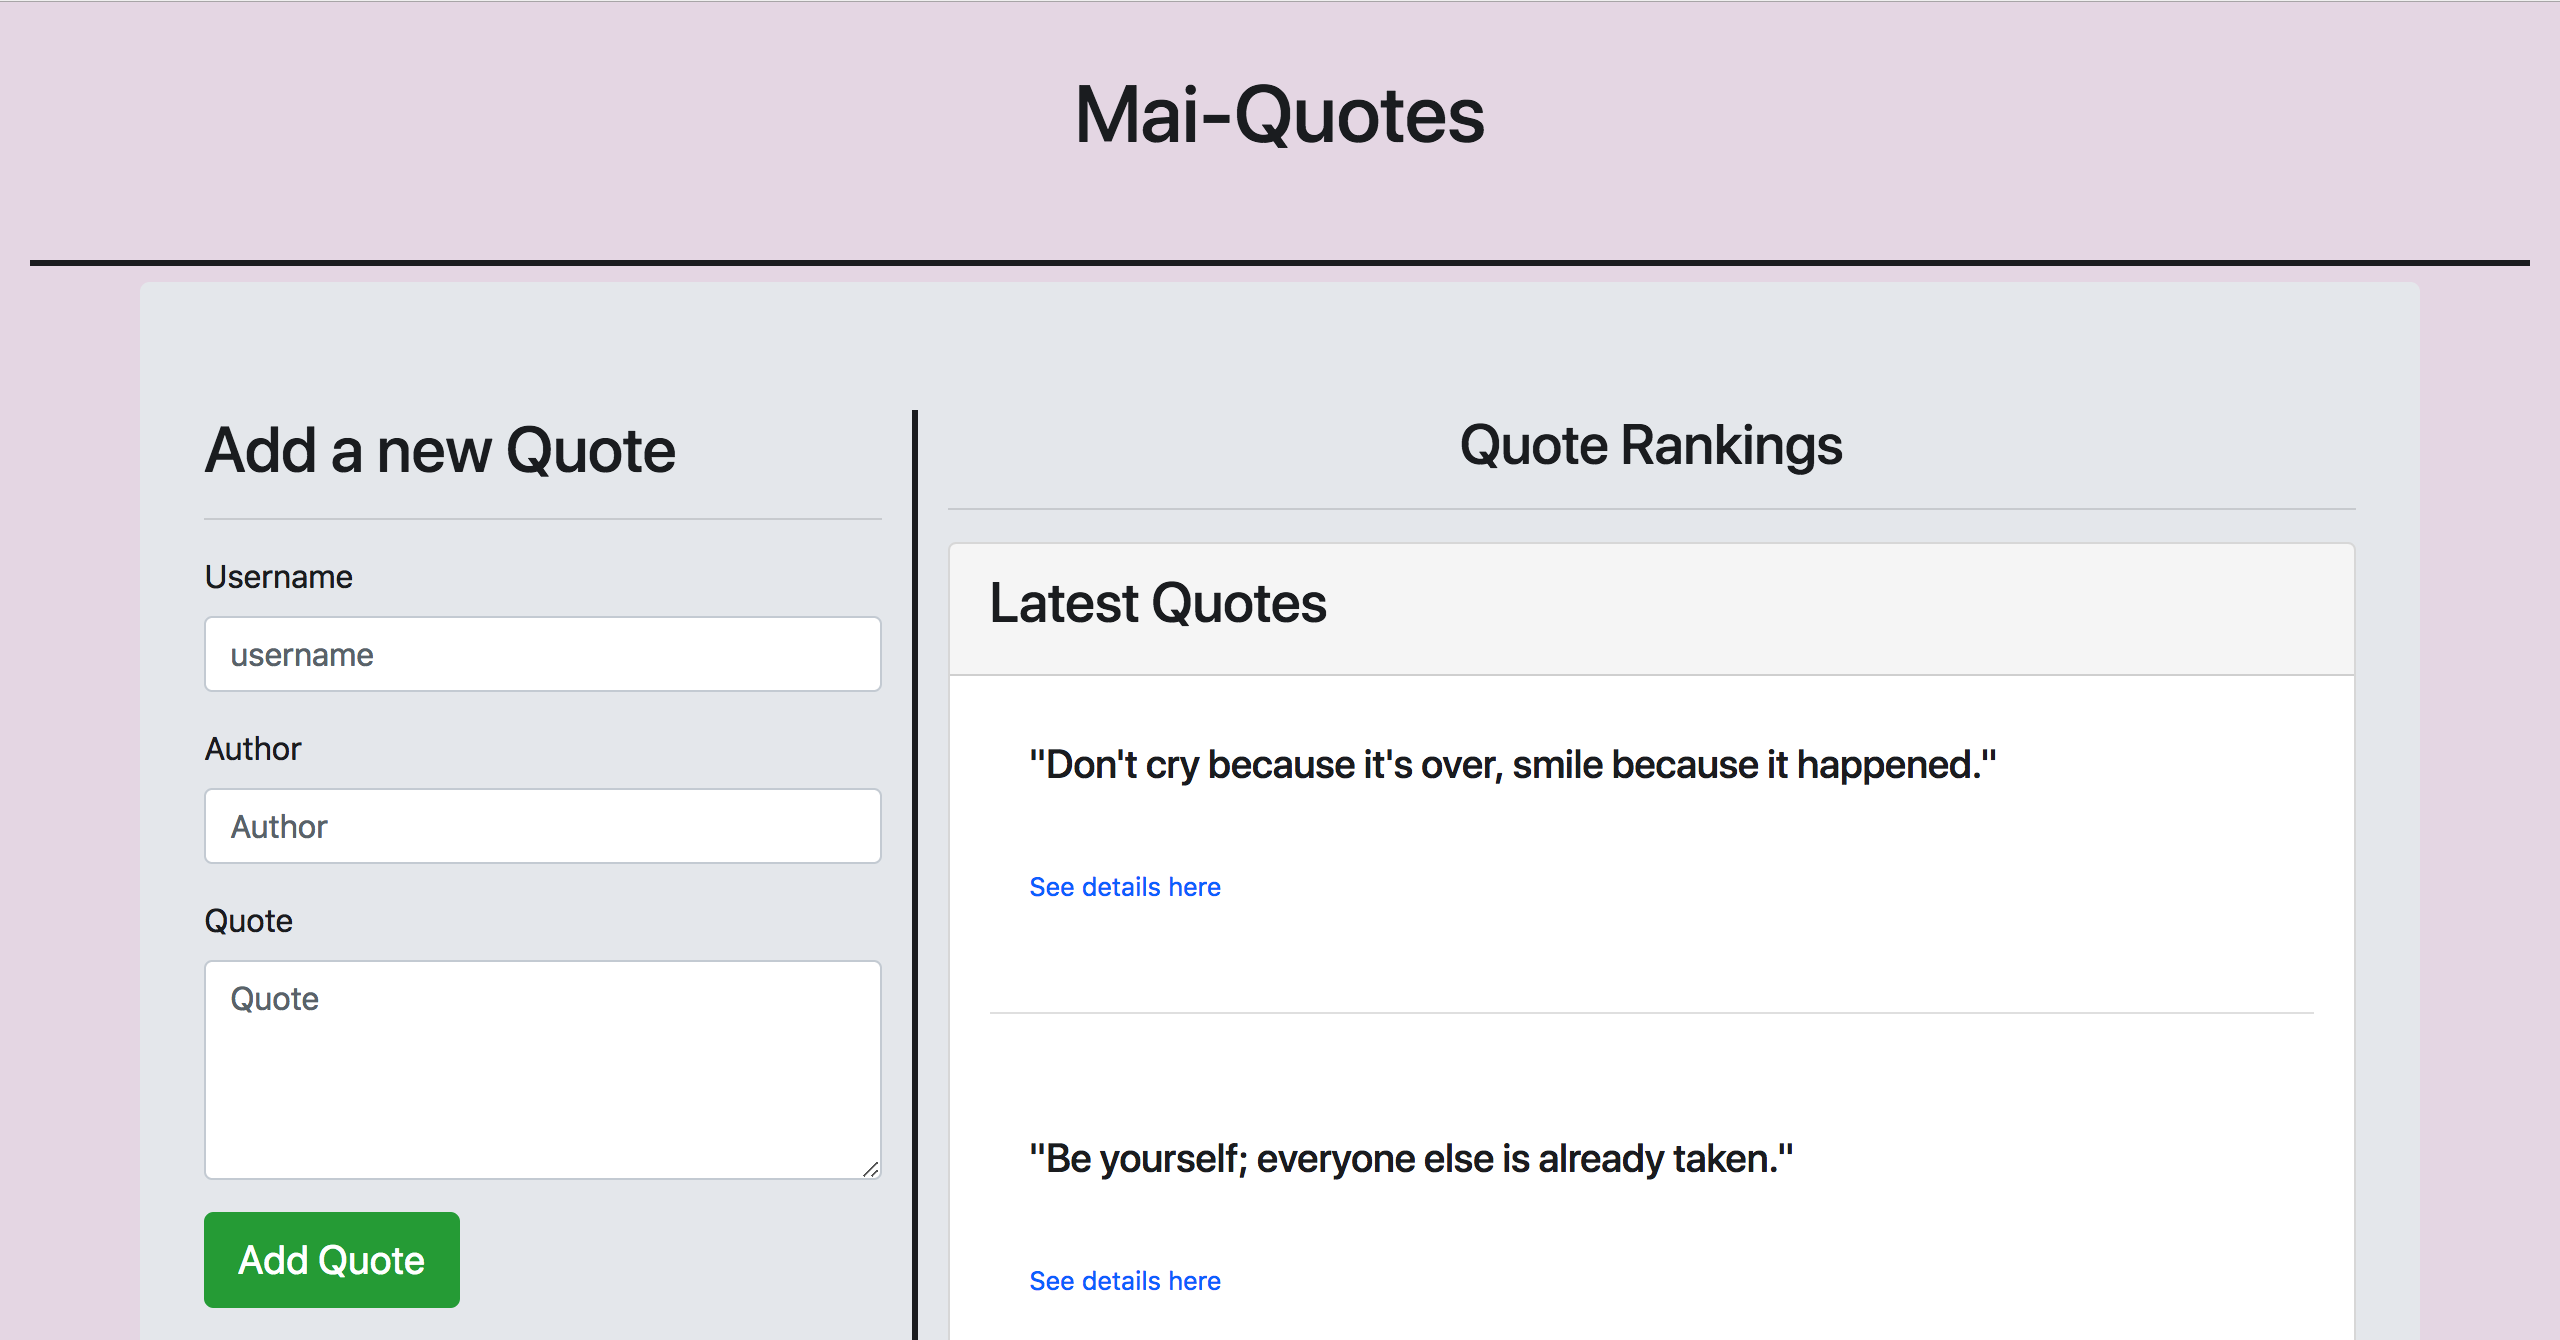 Mai-Quotes
Add a new Quote
Username
username
Author
Author
Quote
Quote
Add Quote
Quote Rankings
Latest Quotes
"Don't cry because it's over, smile because it happened."
See details here
"Be yourself; everyone else is already taken."
See details here